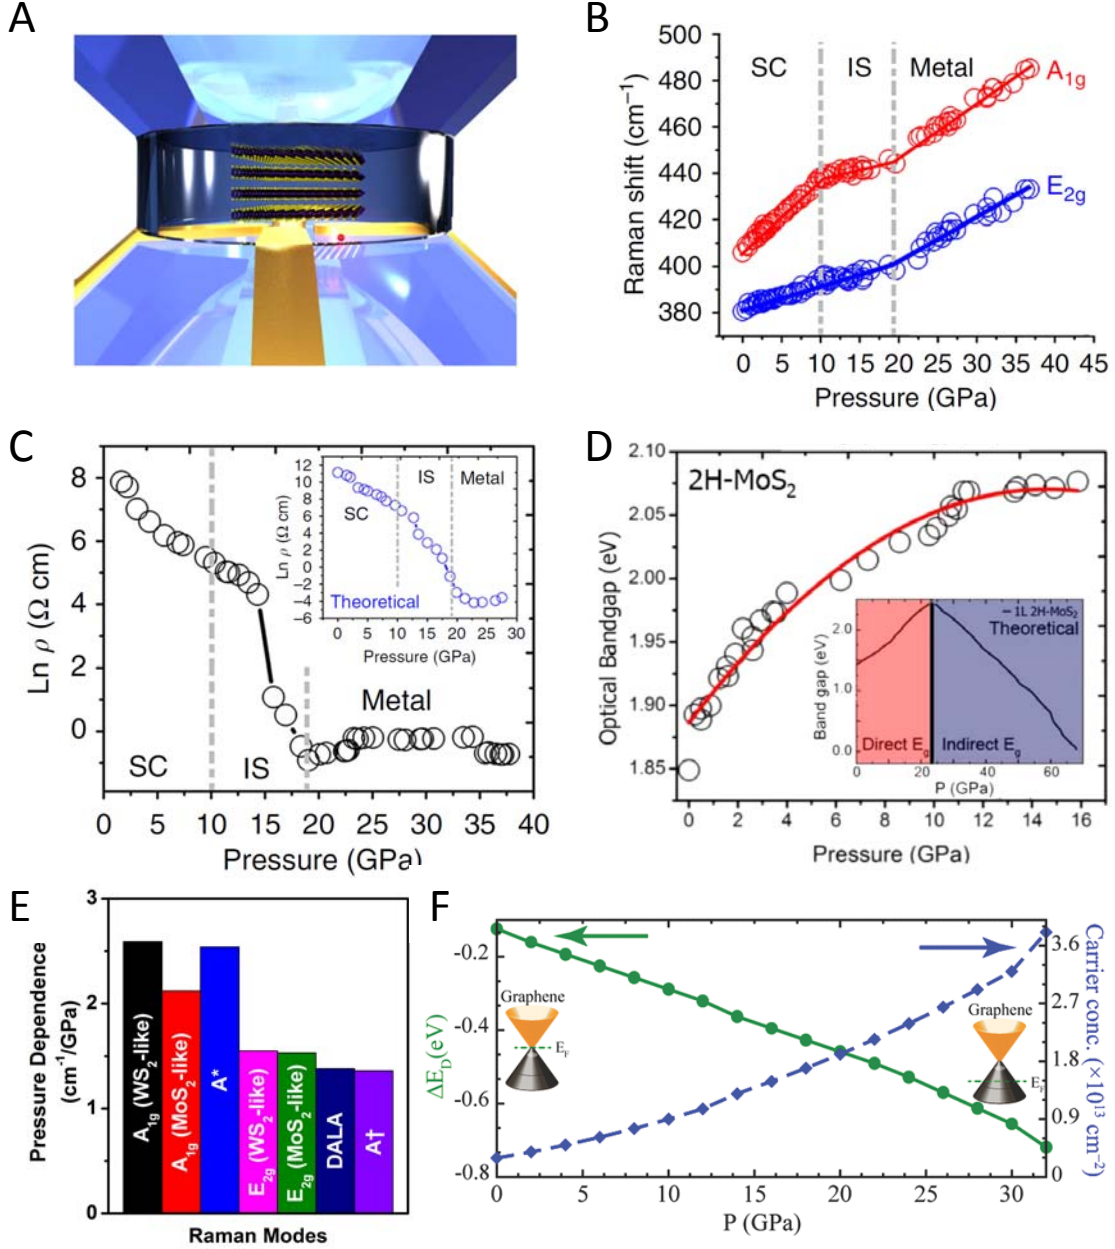 A
B
500
480
460
440
420
400
380
Raman shift (cm⁻¹)
SC
IS
Metal
A1g
E2g
0
5
10
15
20
25
30
35
40
45
Pressure (GPa)
C
8
6
4
2
0
Ln ρ (Ω cm)
SC
IS
Metal
0
5
10
15
20
25
30
35
40
Pressure (GPa)
12
10
8
6
4
2
0
−2
−4
−6
Ln ρ (Ω cm)
IS
Metal
SC
Theoretical
0
5
10
15
20
25
30
Pressure (GPa)
D
2.10
2.05
2.00
1.95
1.90
1.85
Optical Bandgap (eV)
2H-MoS2
0
2
4
6
8
10
12
14
16
Pressure (GPa)
2.0
1.0
0.0
Band gap (eV)
1L 2H-MoS2
Theoretical
Direct Eg
Indirect Eg
0
20
40
60
P (GPa)
E
3
2
1
0
Pressure Dependence
(cm⁻¹/GPa)
A1g (WS2-like)
A1g (MoS2-like)
A*
E2g (WS2-like)
E2g (MoS2-like)
DALA
A†
Raman Modes
F
-0.2
-0.4
-0.6
-0.8
ΔED(eV)
Graphene
EF
Graphene
EF
3.6
2.7
1.8
0.9
0
Carrier conc. (×10¹³ cm⁻²)
0
5
10
15
20
25
30
P (GPa)